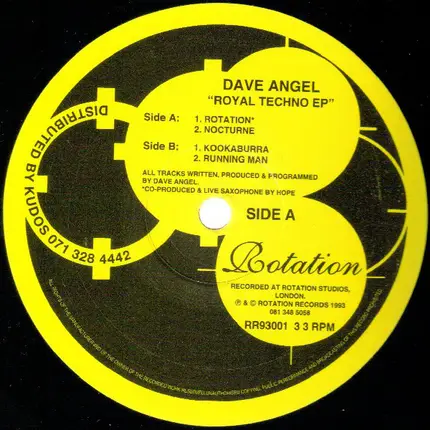 DAVE ANGEL
"ROYAL TECHNO EP"
Side A: 1. ROTATION*
2. NOCTURNE
Side B: 1. KOOKABURRA
2. RUNNING MAN
ALL TRACKS WRITTEN, PRODUCED & PROGRAMMED
BY DAVE ANGEL.
*CO-PRODUCED & LIVE SAXOPHONE BY HOPE
DISTRIBUTED BY KUDOS 071 328 4442
SIDE A
Rotation
RECORDED AT ROTATION STUDIOS,
LONDON.
℗ & © ROTATION RECORDS 1993
081 348 5058
RR93001 33 RPM